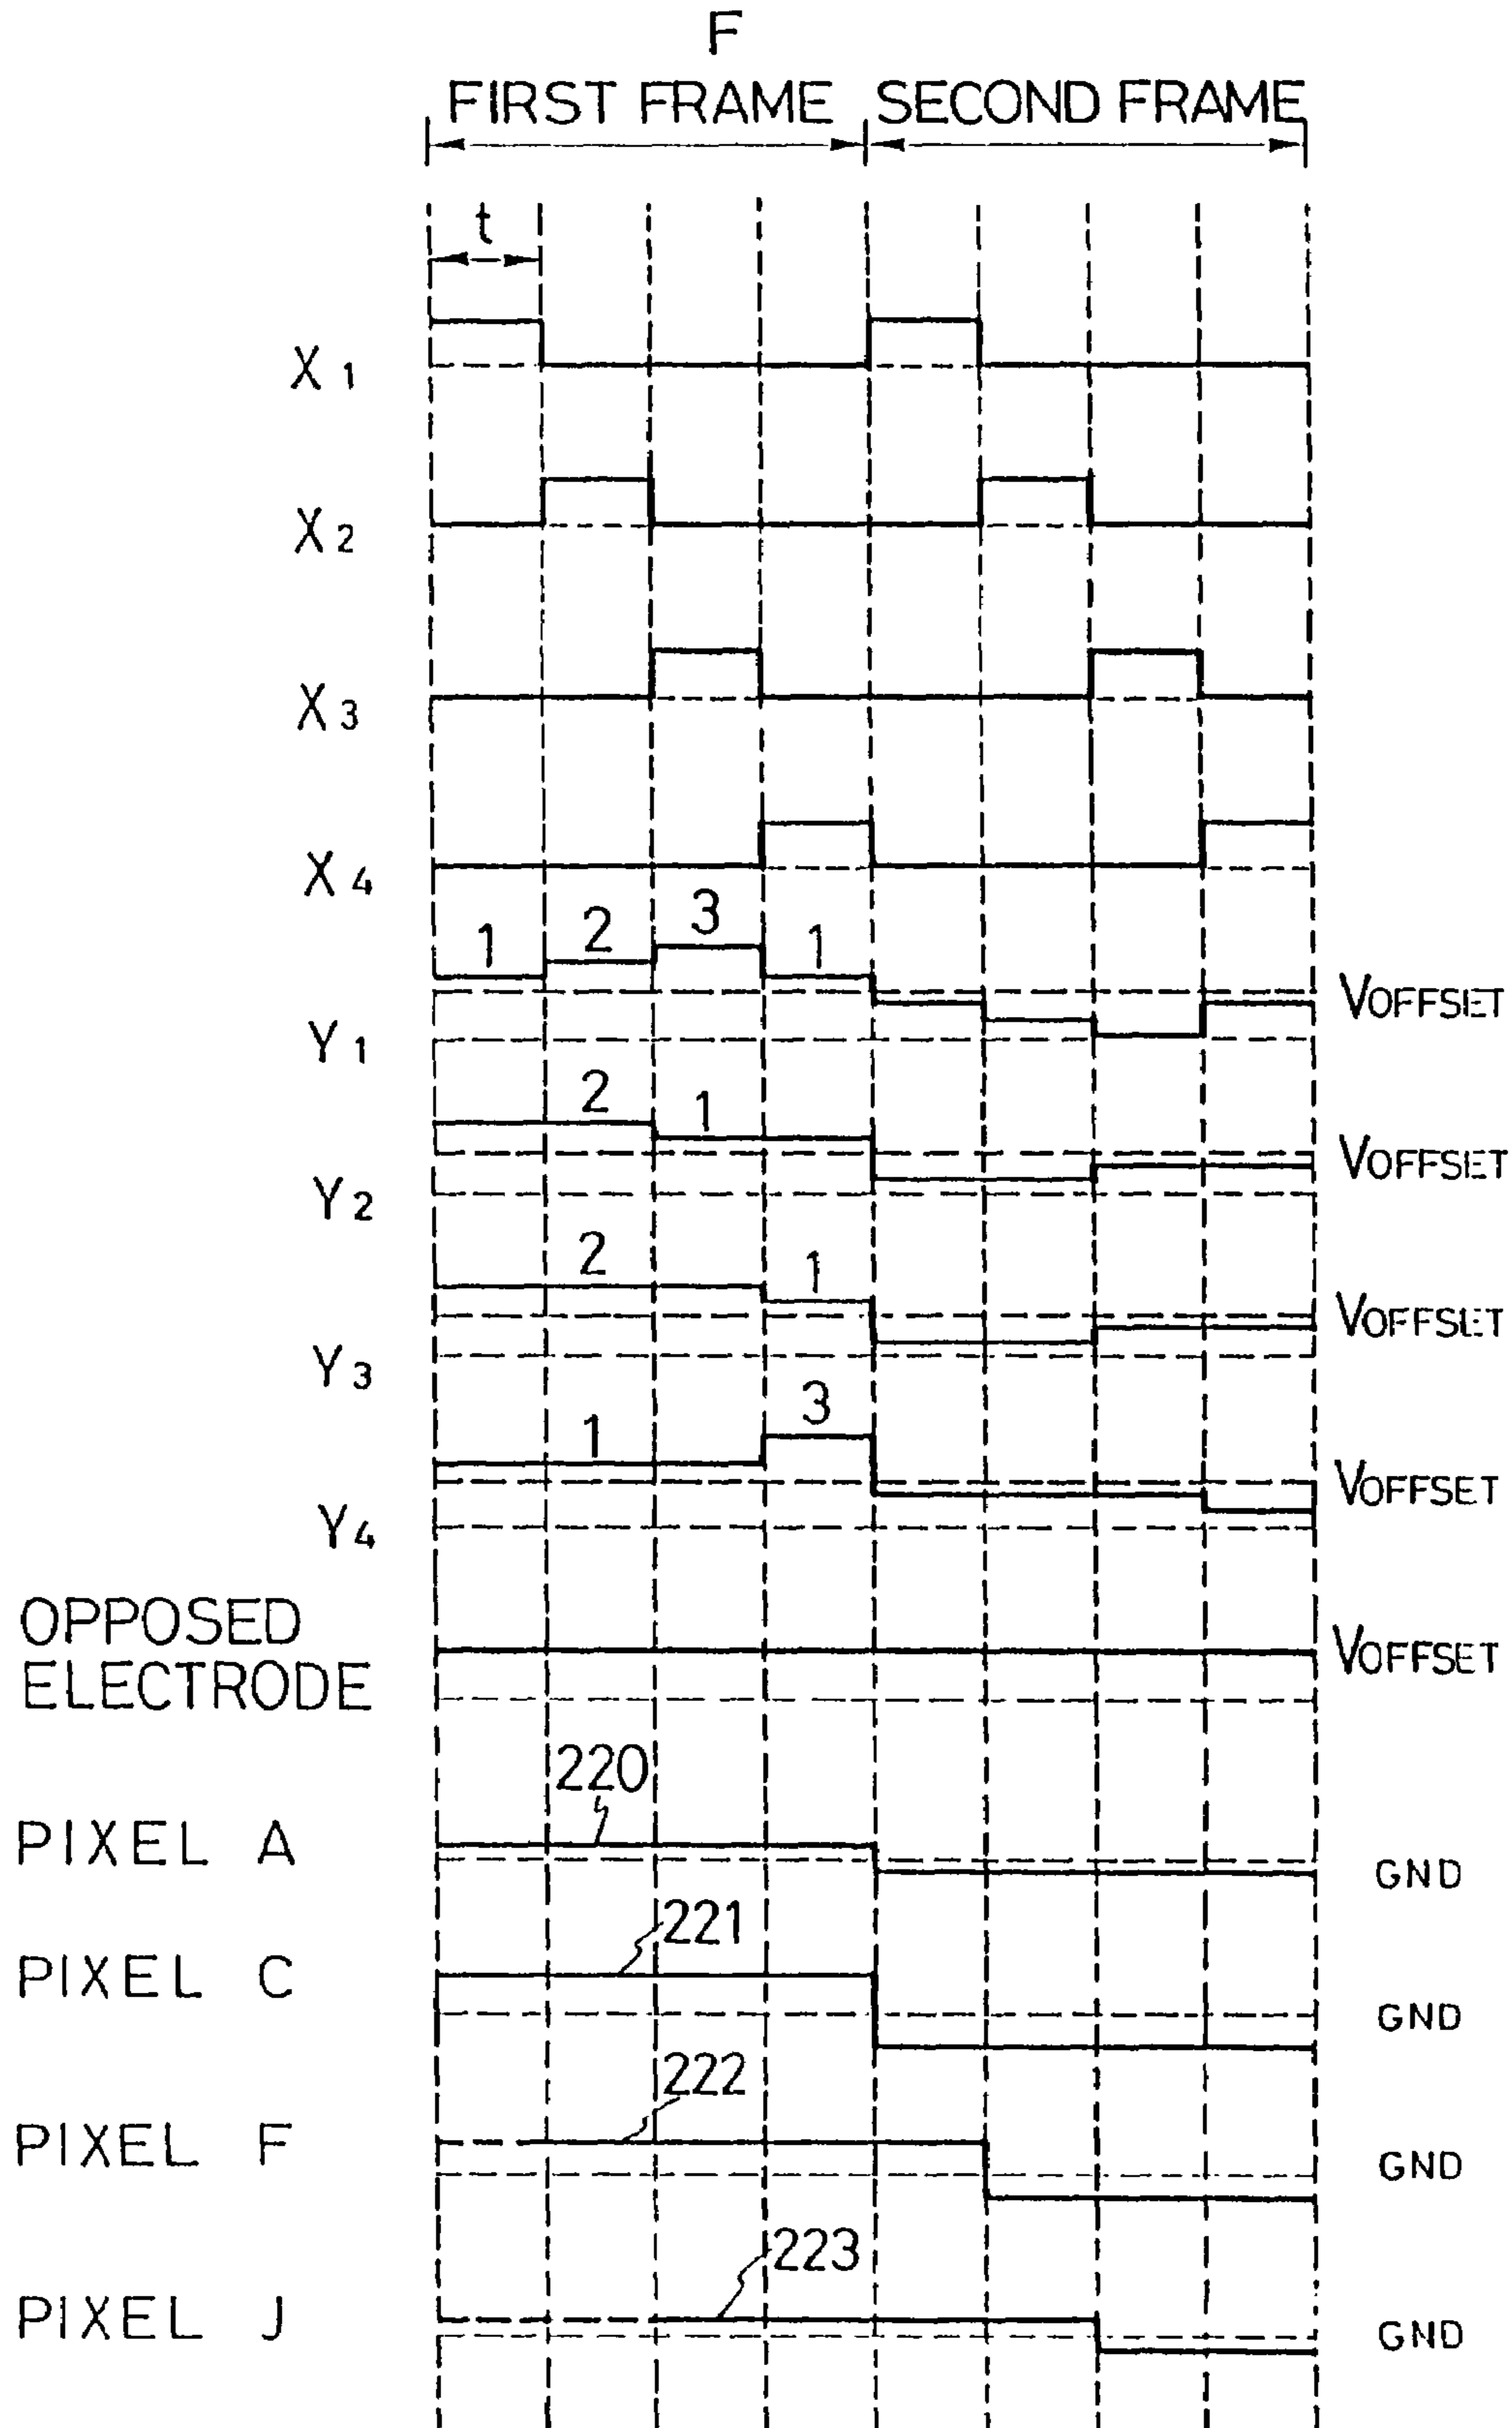 F
FIRST FRAME SECOND FRAME
t
X1
X2
X3
X4
1 2 3 1
VOFFSET
Y1
2 1
VOFFSET
Y2
2 1
VOFFSET
Y3
1 3
VOFFSET
Y4
OPPOSED
ELECTRODE
VOFFSET
220
PIXEL A
GND
221
PIXEL C
GND
222
PIXEL F
GND
223
PIXEL J
GND